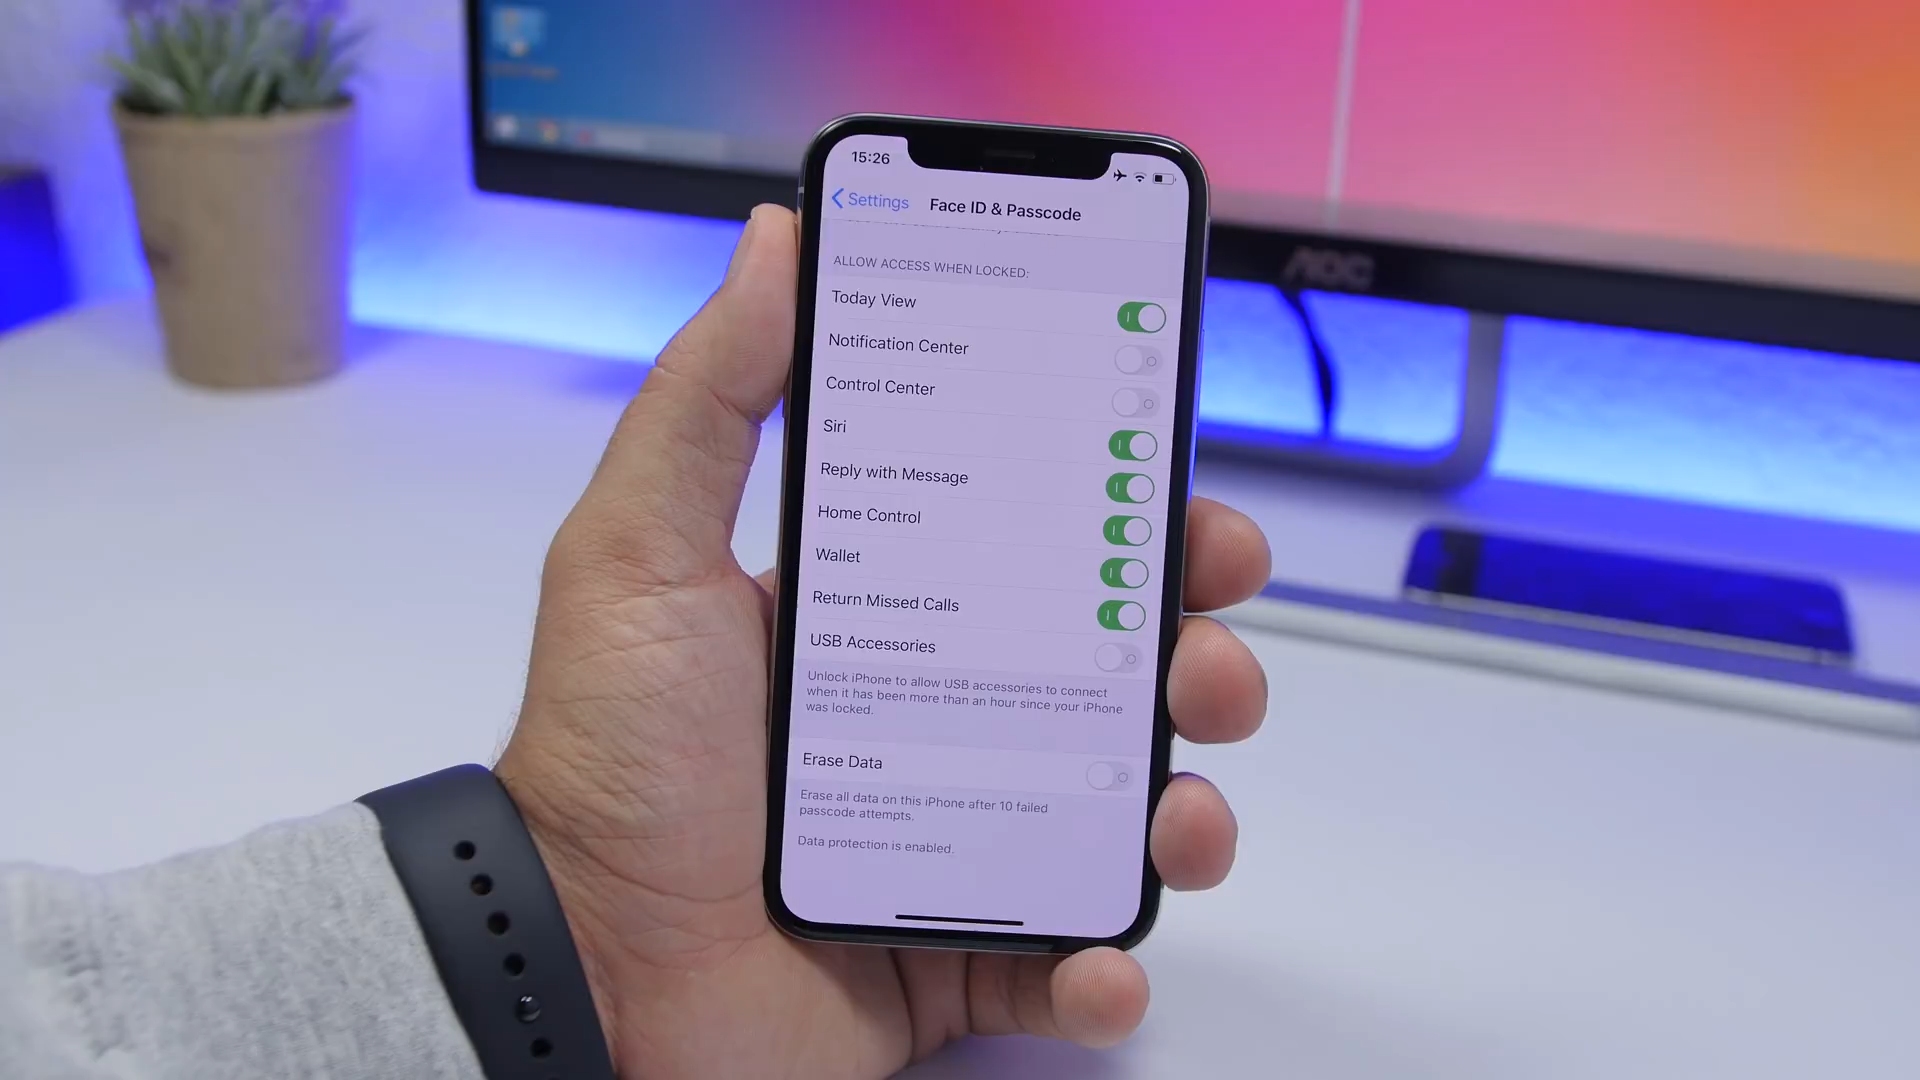 15:26
Settings
Face ID & Passcode
ALLOW ACCESS WHEN LOCKED:
Today View
Notification Center
Control Center
Siri
Reply with Message
Home Control
Wallet
Return Missed Calls
USB Accessories
Unlock iPhone to allow USB accessories to connect
when it has been more than an hour since your iPhone
was locked.
Erase Data
Erase all data on this iPhone after 10 failed
passcode attempts.
Data protection is enabled.
AOC